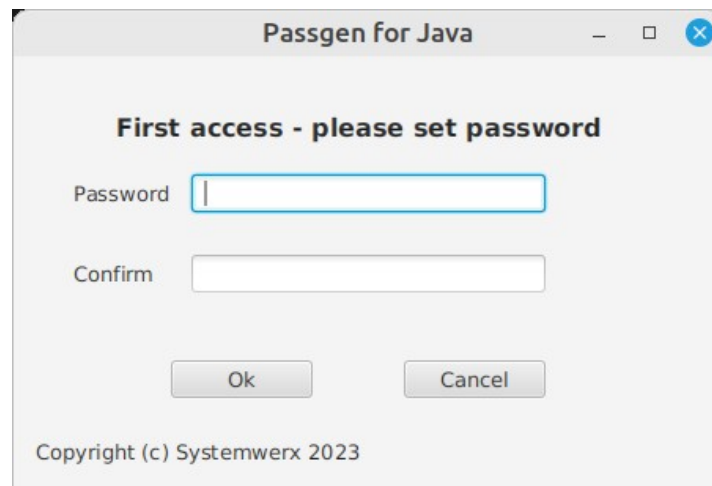 Passgen for Java
First access - please set password
Password
Confirm
Ok Cancel
Copyright (c) Systemwerx 2023